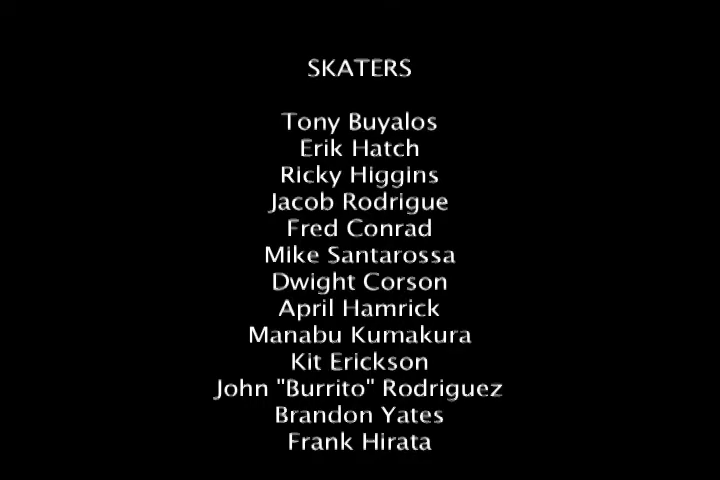 SKATERS
Tony Buyalos
Erik Hatch
Ricky Higgins
Jacob Rodrigue
Fred Conrad
Mike Santarossa
Dwight Corson
April Hamrick
Manabu Kumakura
Kit Erickson
John "Burrito" Rodriguez
Brandon Yates
Frank Hirata